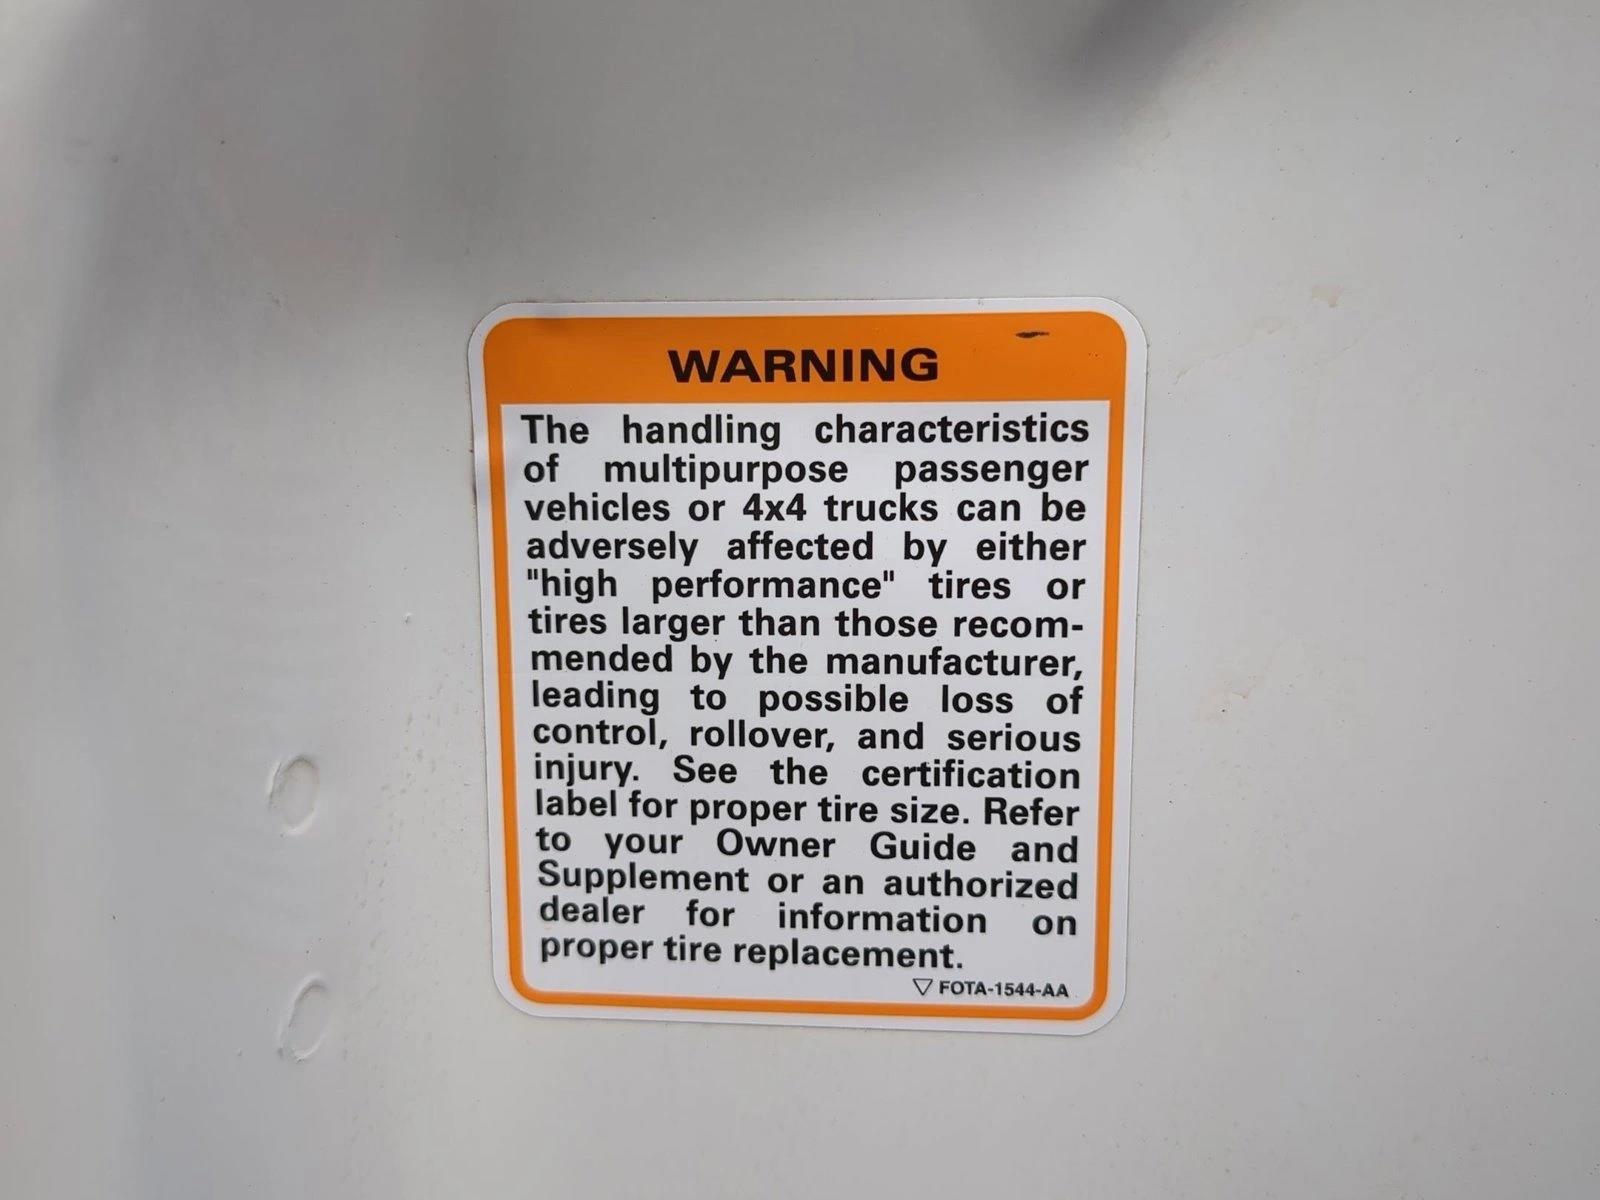 WARNING
The handling characteristics
of multipurpose passenger
vehicles or 4x4 trucks can be
adversely affected by either
"high performance" tires or
tires larger than those recom-
mended by the manufacturer,
leading to possible loss of
control, rollover, and serious
injury. See the certification
label for proper tire size. Refer
to your Owner Guide and
Supplement or an authorized
dealer for information on
proper tire replacement.
▽ FOTA-1544-AA